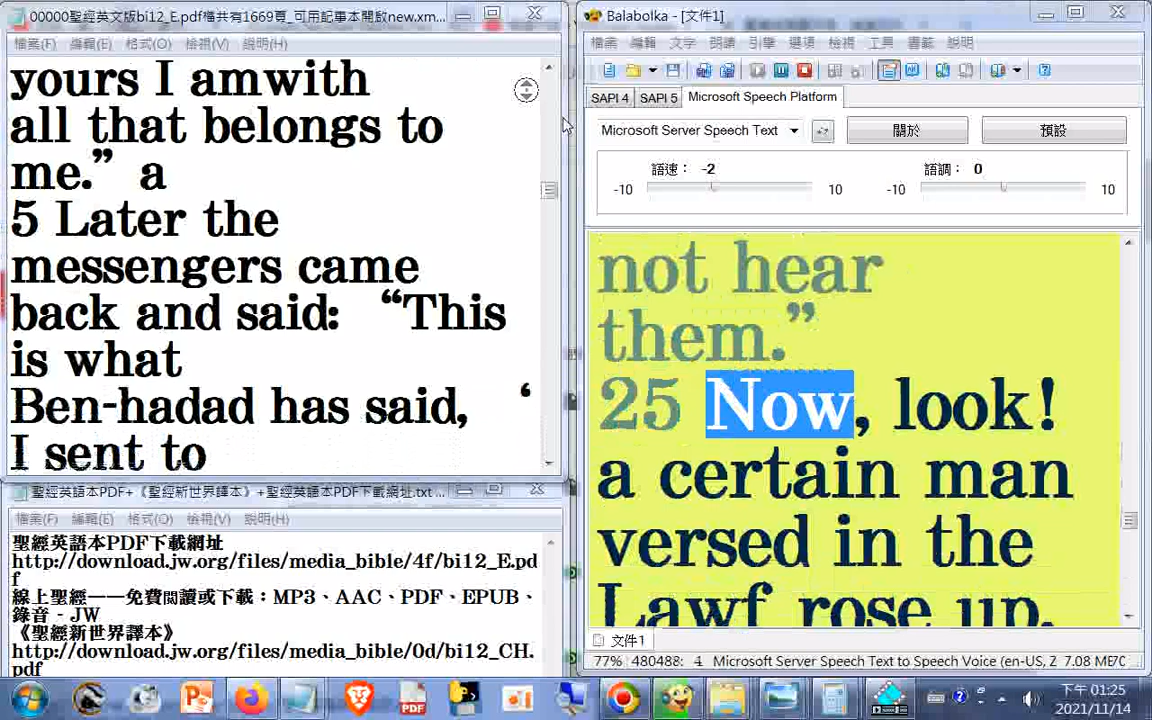 00000聖經英文版bi12_E.pdf檔共有1669頁_可用記事本開啟new.xm...
檔案(F) 編輯(E) 格式(O) 檢視(V) 說明(H)
yours I amwith
all that belongs to
me.” a
5 Later the
messengers came
back and said: “This
is what
Ben-hadad has said, ‘
I sent to
聖經英語本PDF+《聖經新世界譯本》+聖經英語本PDF下載網址.txt ...
檔案(F) 編輯(E) 格式(O) 檢視(V) 說明(H)
聖經英語本PDF下載網址
http://download.jw.org/files/media_bible/4f/bi12_E.pd
f
線上聖經——免費閱讀或下載：MP3、AAC、PDF、EPUB、
錄音 - JW
《聖經新世界譯本》
http://download.jw.org/files/media_bible/0d/bi12_CH.
pdf
Balabolka - [文件1]
檔案 編輯 文字 朗讀 引擎 選項 檢視 工具 書籤 說明
SAPI 4 SAPI 5 Microsoft Speech Platform
Microsoft Server Speech Text 關於 預設
語速： -2 語調： 0
-10 10 -10 10
not hear
them.”
25 Now, look!
a certain man
versed in the
Lawf rose up,
文件1
77% 480488: 4 Microsoft Server Speech Text to Speech Voice (en-US, Z 7.08 МБ
下午 01:25
2021/11/14